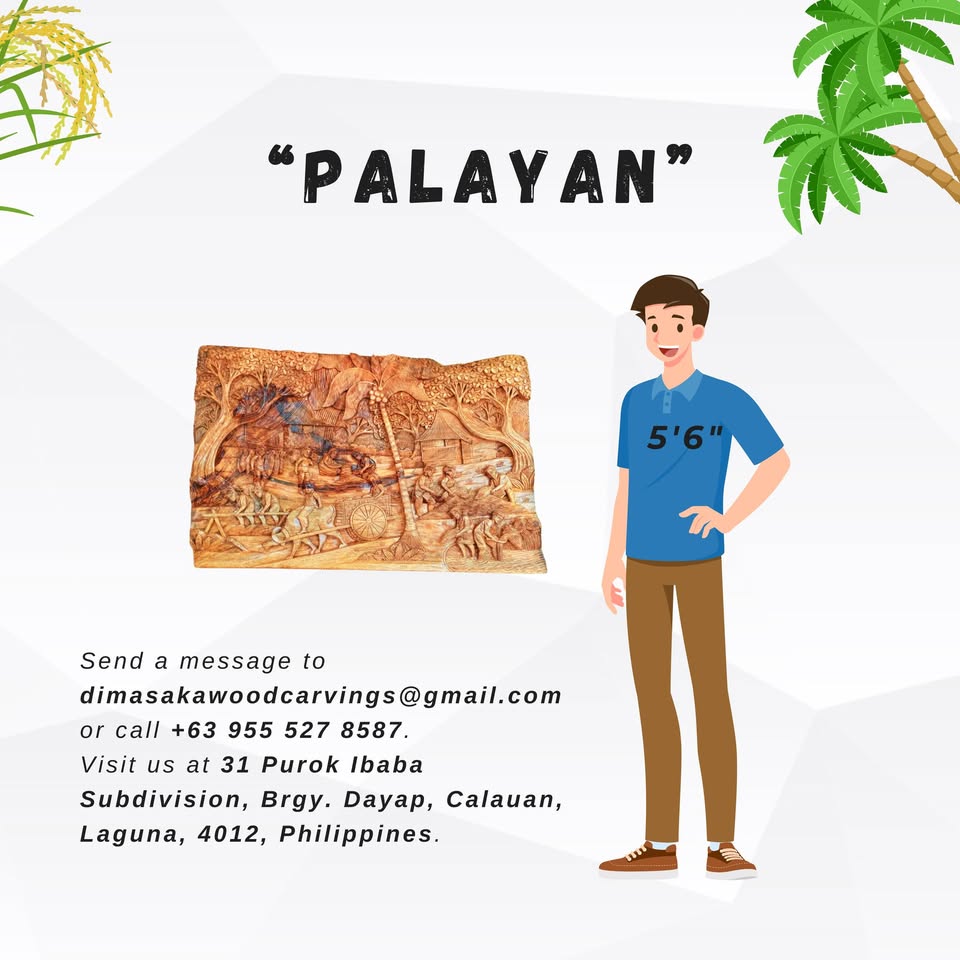 “PALAYAN”
5'6"
Send a message to
dimasakawoodcarvings@gmail.com
or call +63 955 527 8587.
Visit us at 31 Purok Ibaba
Subdivision, Brgy. Dayap, Calauan,
Laguna, 4012, Philippines.